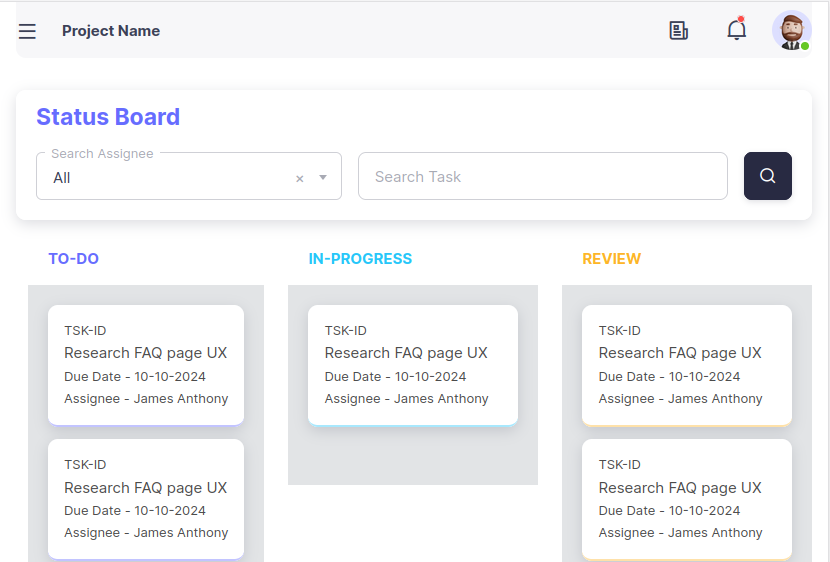 Project Name
Status Board
Search Assignee
All
Search Task
TO-DO
TSK-ID
Research FAQ page UX
Due Date - 10-10-2024
Assignee - James Anthony
TSK-ID
Research FAQ page UX
Due Date - 10-10-2024
Assignee - James Anthony
IN-PROGRESS
TSK-ID
Research FAQ page UX
Due Date - 10-10-2024
Assignee - James Anthony
REVIEW
TSK-ID
Research FAQ page UX
Due Date - 10-10-2024
Assignee - James Anthony
TSK-ID
Research FAQ page UX
Due Date - 10-10-2024
Assignee - James Anthony